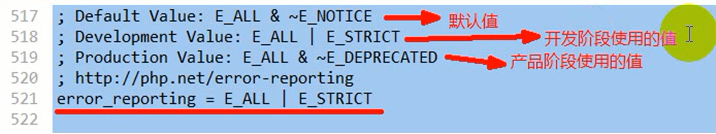 517 ; Default Value: E_ALL & ~E_NOTICE 默认值
518 ; Development Value: E_ALL | E_STRICT 开发阶段使用的值
519 ; Production Value: E_ALL & ~E_DEPRECATED 产品阶段使用的值
520 ; http://php.net/error-reporting
521 error_reporting = E_ALL | E_STRICT
522